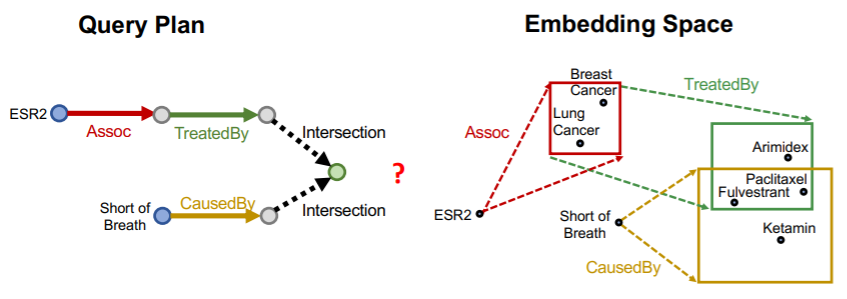 Query Plan
ESR2
Assoc
TreatedBy
Intersection
?
Short of
Breath
CausedBy
Intersection
Embedding Space
Breast
Cancer
Lung
Cancer
TreatedBy
Assoc
Arimidex
Paclitaxel
Fulvestrant
ESR2
Short of
Breath
Ketamin
CausedBy